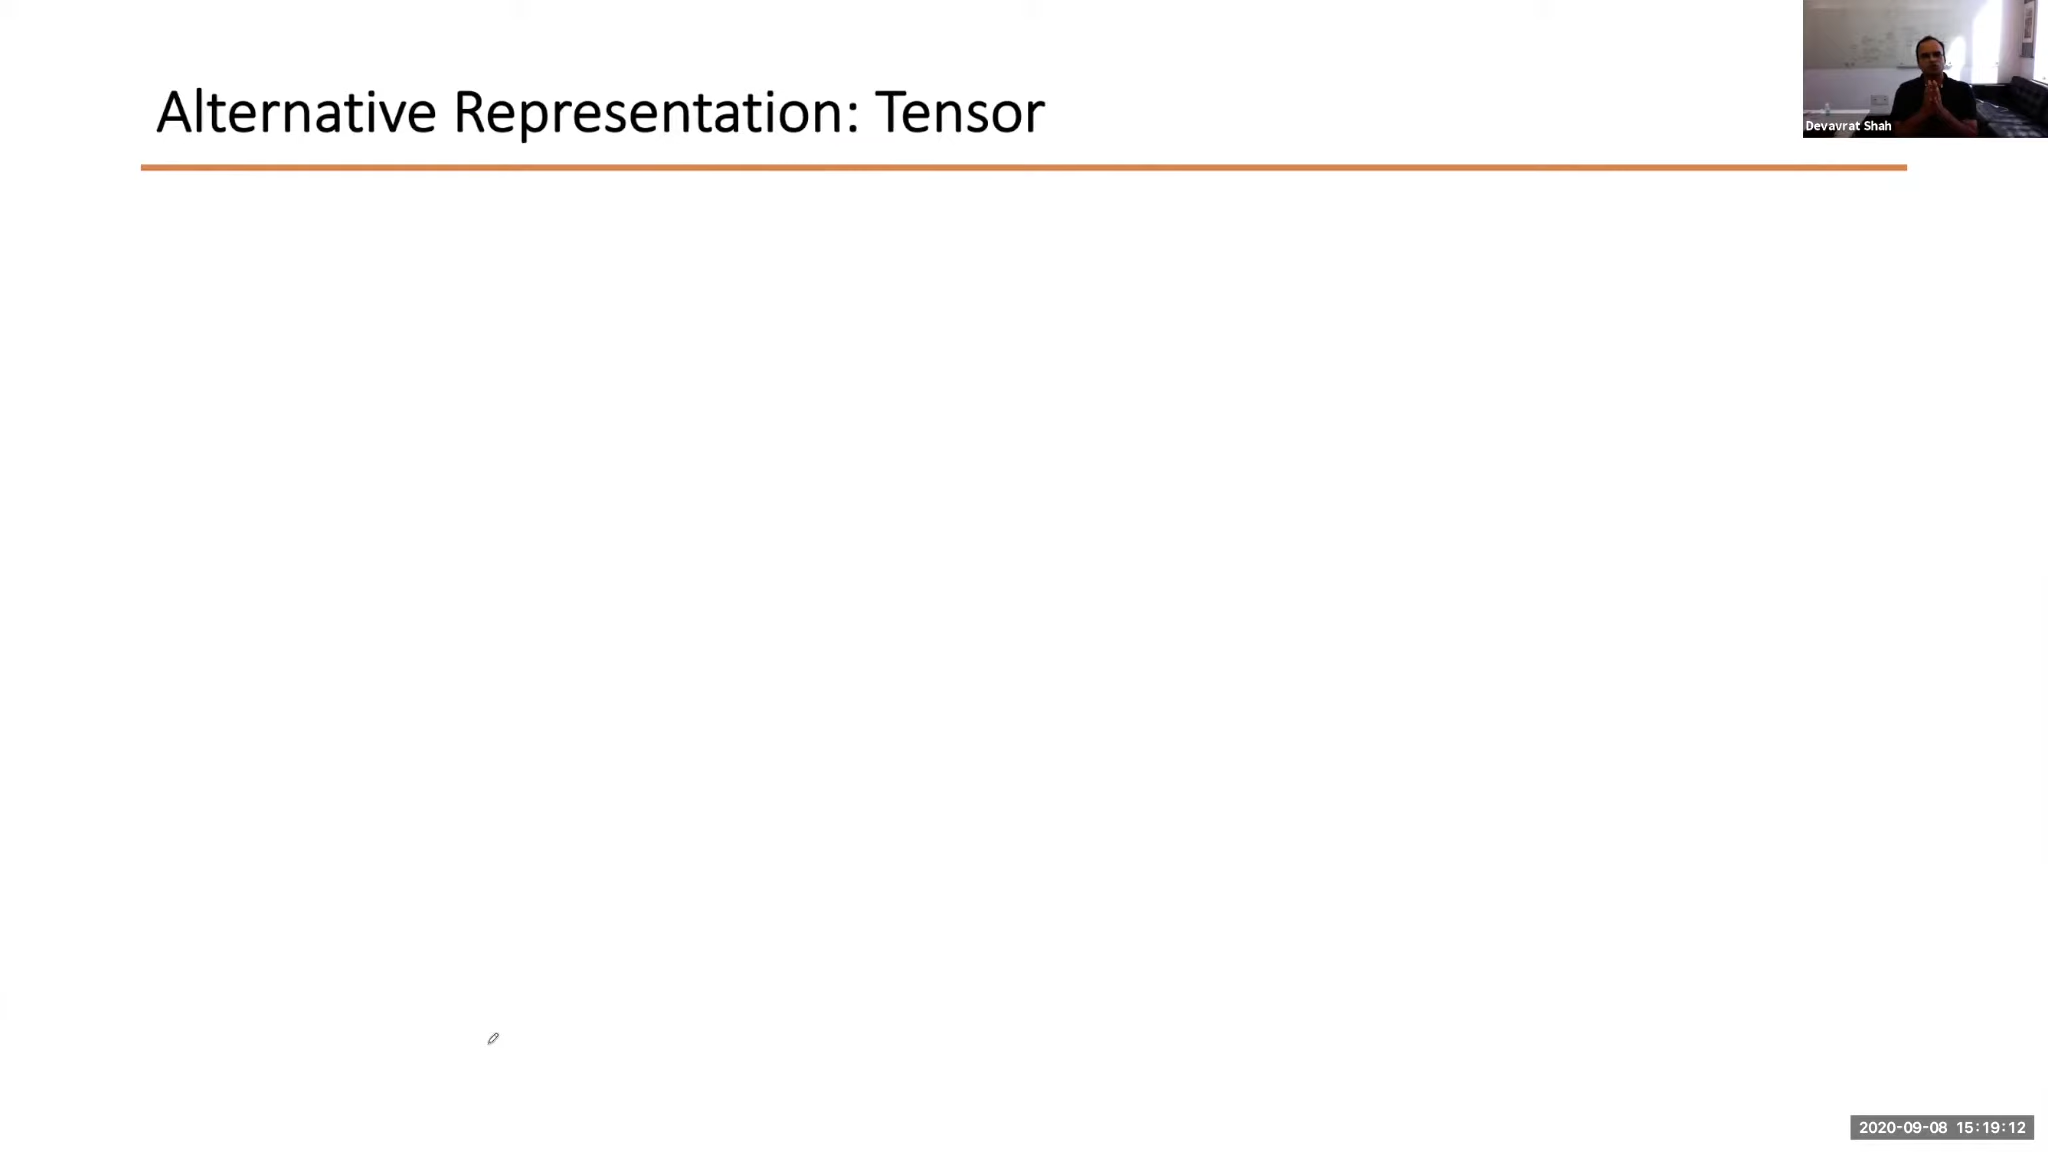 Alternative Representation: Tensor
Devavrat Shah
2020-09-08 15:19:12